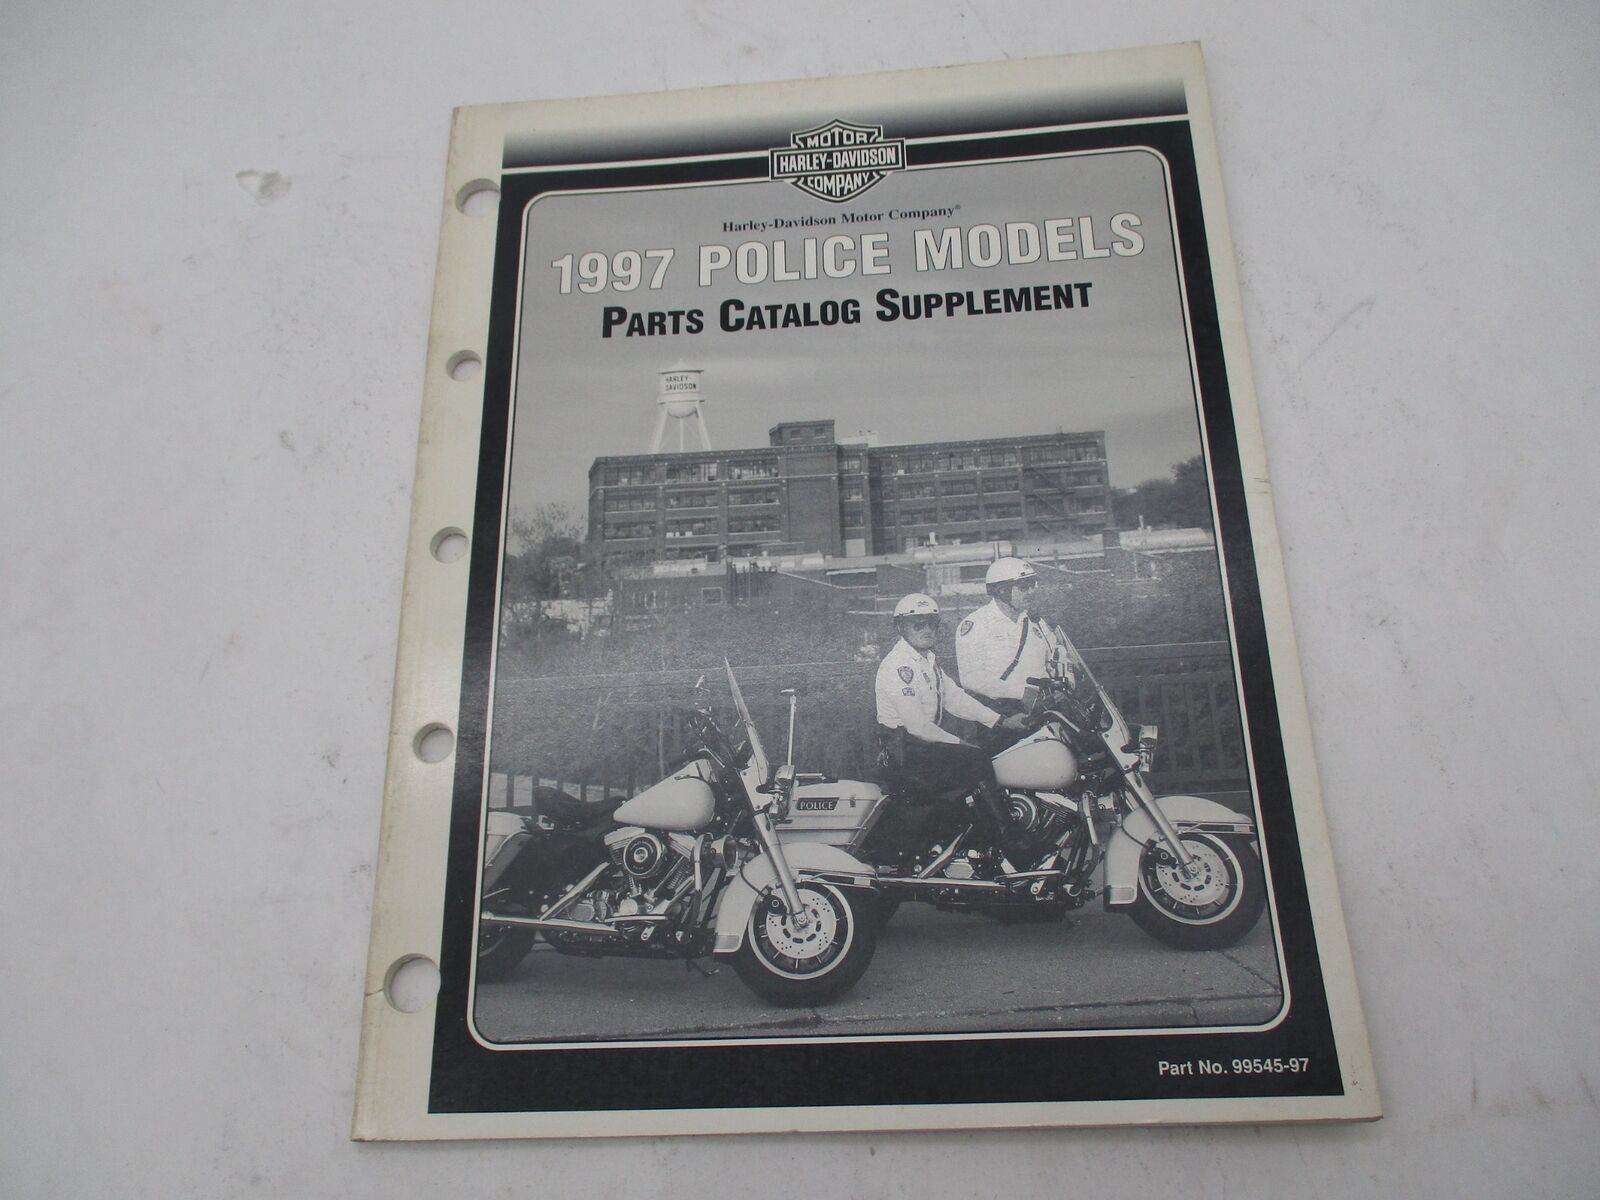 MOTOR
HARLEY-DAVIDSON
COMPANY
Harley-Davidson Motor Company®
1997 POLICE MODELS
PARTS CATALOG SUPPLEMENT
HARLEY-
DAVIDSON
POLICE
Part No. 99545-97